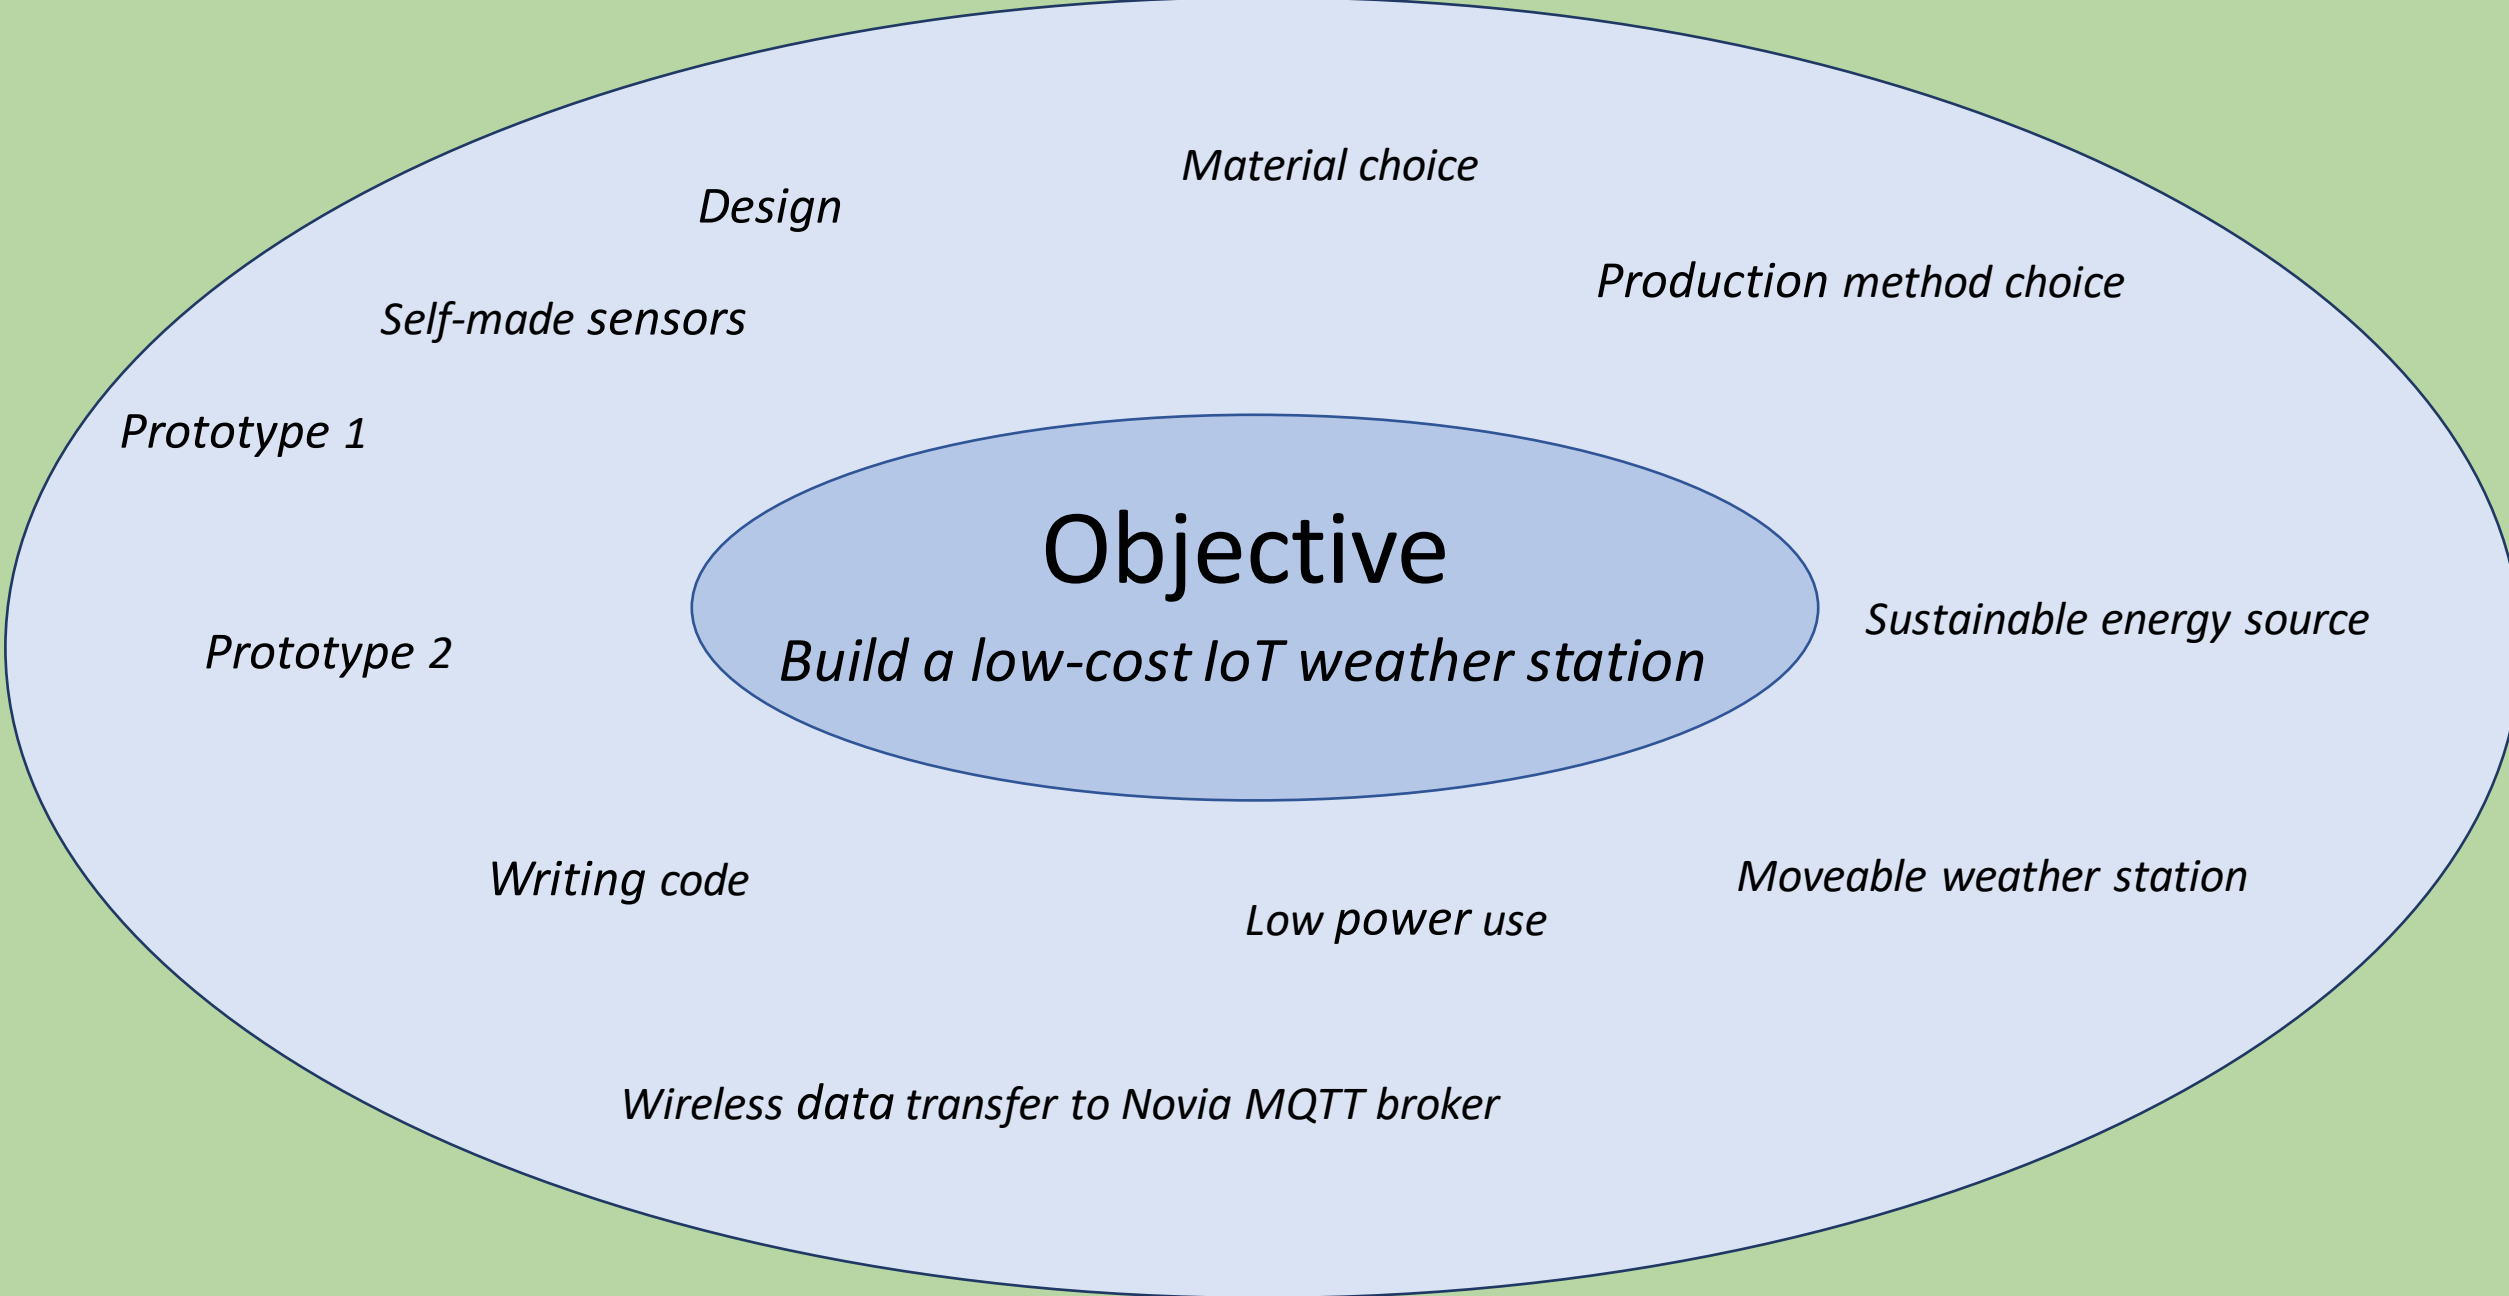 Material choice
Design
Production method choice
Self-made sensors
Prototype 1
Objective
Build a low-cost IoT weather station
Sustainable energy source
Prototype 2
Writing code
Moveable weather station
Low power use
Wireless data transfer to Novia MQTT broker